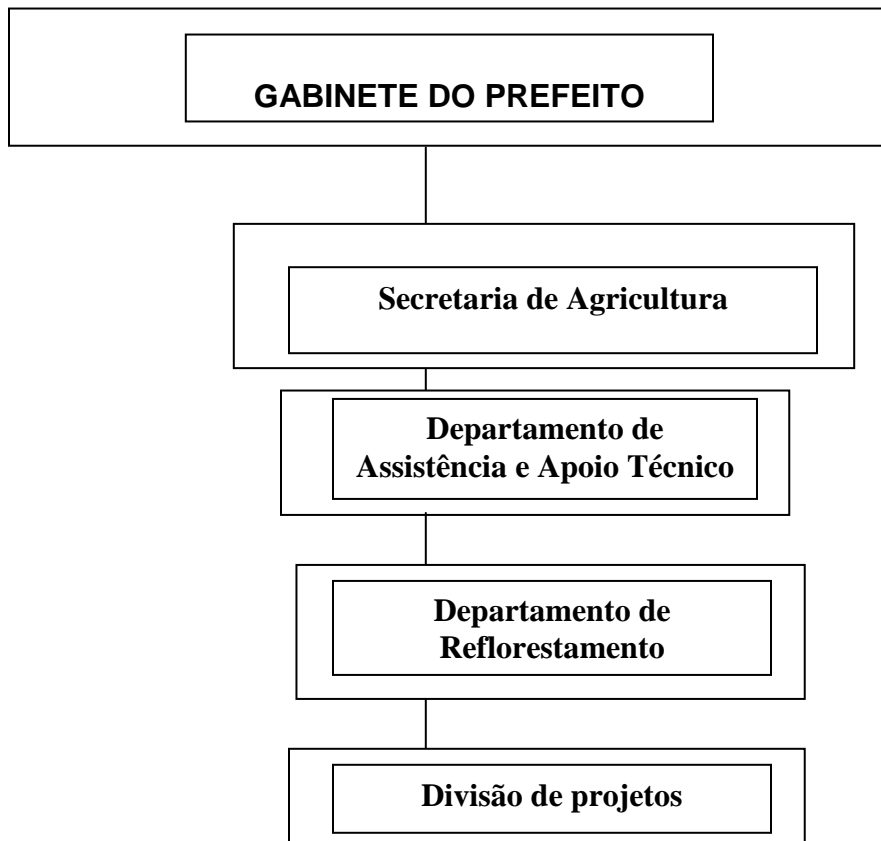 GABINETE DO PREFEITO
Secretaria de Agricultura
Departamento de
Assistência e Apoio Técnico
Departamento de
Reflorestamento
Divisão de projetos